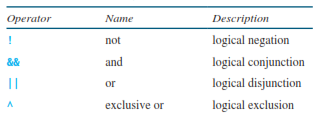 Operator Name Description
! not logical negation
&& and logical conjunction
|| or logical disjunction
^ exclusive or logical exclusion